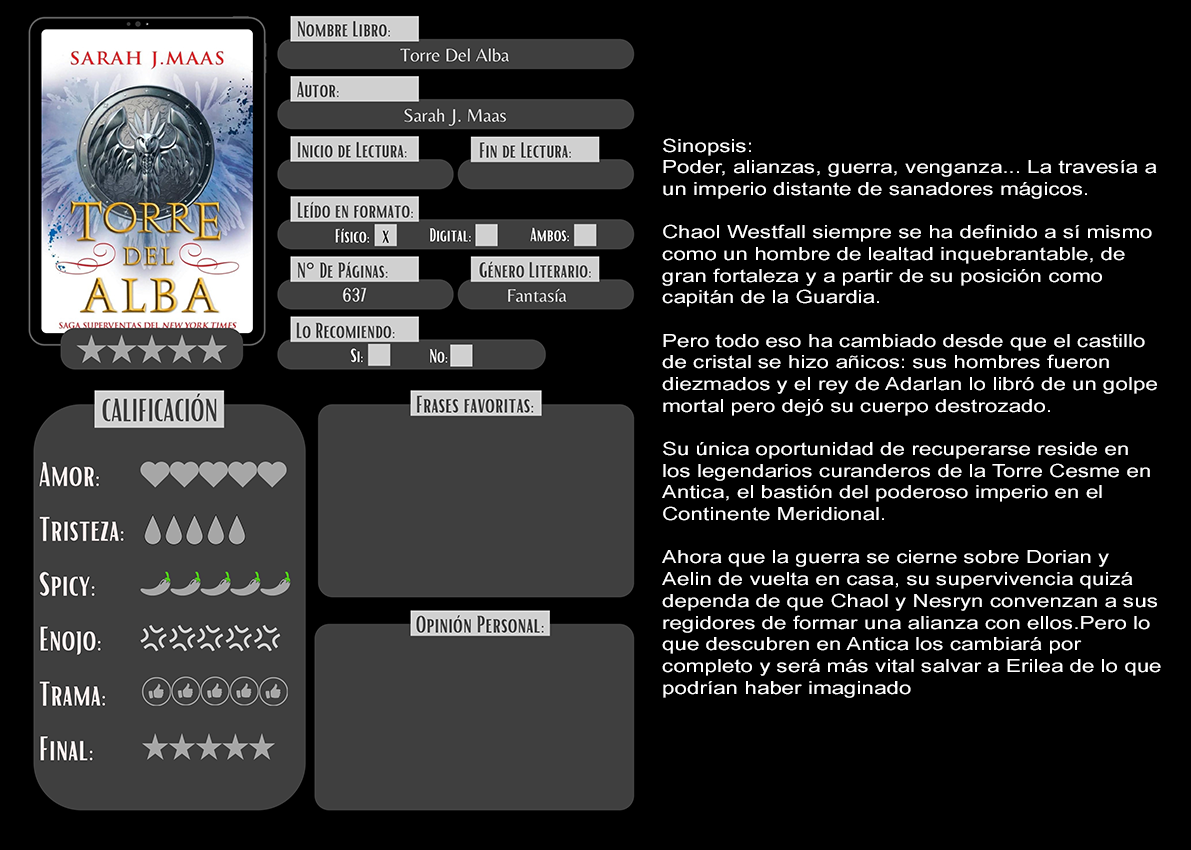 SARAH J.MAAS
TORRE
DEL
ALBA
SAGA SUPERVENTAS DEL NEW YORK TIMES
NOMBRE LIBRO:
Torre Del Alba
AUTOR:
Sarah J. Maas
INICIO DE LECTURA:
FIN DE LECTURA:
LEÍDO EN FORMATO:
FÍSICO: X DIGITAL: AMBOS:
N° DE PÁGINAS:
637
GÉNERO LITERARIO:
Fantasía
LO RECOMIENDO:
SI: NO:
CALIFICACIÓN
AMOR:
TRISTEZA:
SPICY:
ENOJO:
TRAMA:
FINAL:
FRASES FAVORITAS:
OPINIÓN PERSONAL:
Sinopsis:
Poder, alianzas, guerra, venganza... La travesía a
un imperio distante de sanadores mágicos.
Chaol Westfall siempre se ha definido a sí mismo
como un hombre de lealtad inquebrantable, de
gran fortaleza y a partir de su posición como
capitán de la Guardia.
Pero todo eso ha cambiado desde que el castillo
de cristal se hizo añicos: sus hombres fueron
diezmados y el rey de Adarlan lo libró de un golpe
mortal pero dejó su cuerpo destrozado.
Su única oportunidad de recuperarse reside en
los legendarios curanderos de la Torre Cesme en
Antica, el bastión del poderoso imperio en el
Continente Meridional.
Ahora que la guerra se cierne sobre Dorian y
Aelin de vuelta en casa, su supervivencia quizá
dependa de que Chaol y Nesryn convenzan a sus
regidores de formar una alianza con ellos.Pero lo
que descubren en Antica los cambiará por
completo y será más vital salvar a Erilea de lo que
podrían haber imaginado